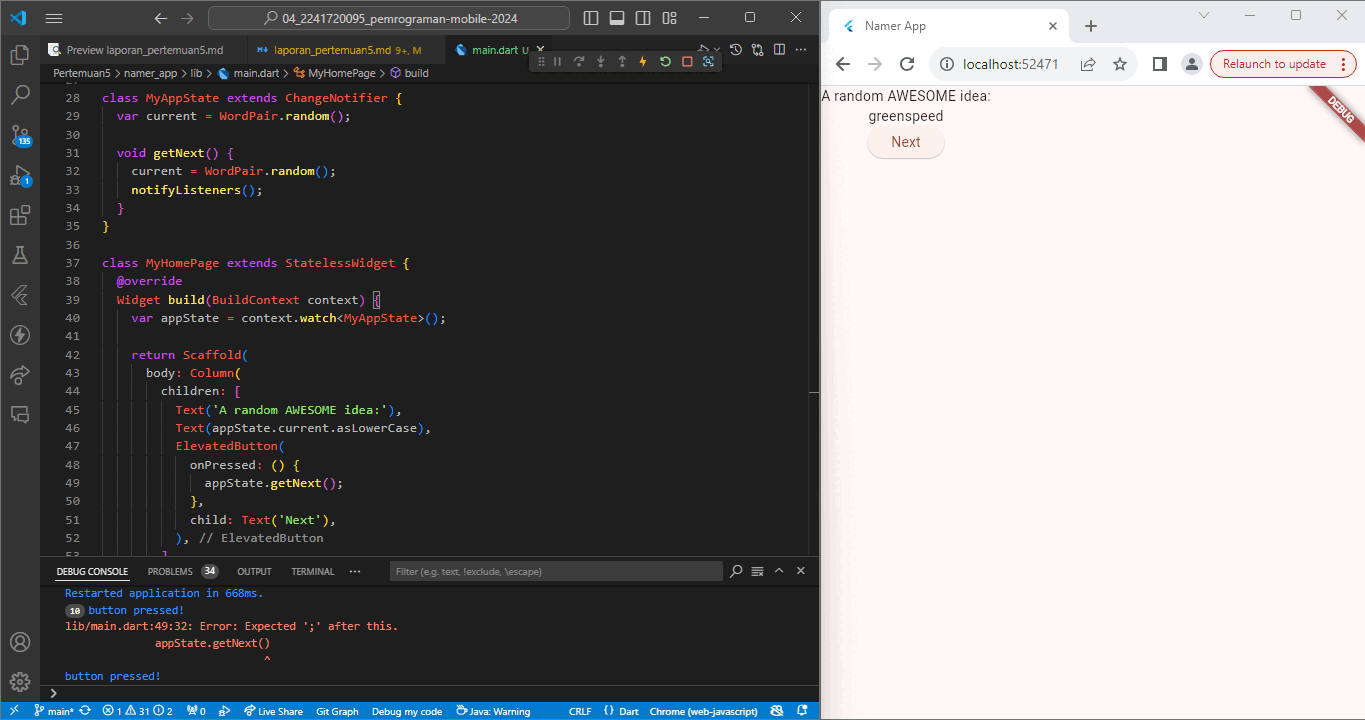 04_2241720095_pemrograman-mobile-2024
Preview laporan_pertemuan5.md
laporan_pertemuan5.md 9+, M
main.dart U
Pertemuan5 > namer_app > lib > main.dart > MyHomePage > build
28 class MyAppState extends ChangeNotifier {
29 var current = WordPair.random();
30
31 void getNext() {
32 current = WordPair.random();
33 notifyListeners();
34 }
35 }
36
37 class MyHomePage extends StatelessWidget {
38 @override
39 Widget build(BuildContext context) {
40 var appState = context.watch<MyAppState>();
41
42 return Scaffold(
43 body: Column(
44 children: [
45 Text('A random AWESOME idea:'),
46 Text(appState.current.asLowerCase),
47 ElevatedButton(
48 onPressed: () {
49 appState.getNext();
50 },
51 child: Text('Next'),
52 ), // ElevatedButton
53 ]
135
1
DEBUG CONSOLE
PROBLEMS 34
OUTPUT
TERMINAL
Filter (e.g. text, !exclude, \escape)
Restarted application in 668ms.
10 button pressed!
lib/main.dart:49:32: Error: Expected ';' after this.
appState.getNext()
^
button pressed!
main* 1 31 2 0 Live Share Git Graph Debug my code Java: Warning CRLF {} Dart Chrome (web-javascript)
Namer App
localhost:52471
Relaunch to update
A random AWESOME idea:
greenspeed
Next
DEBUG